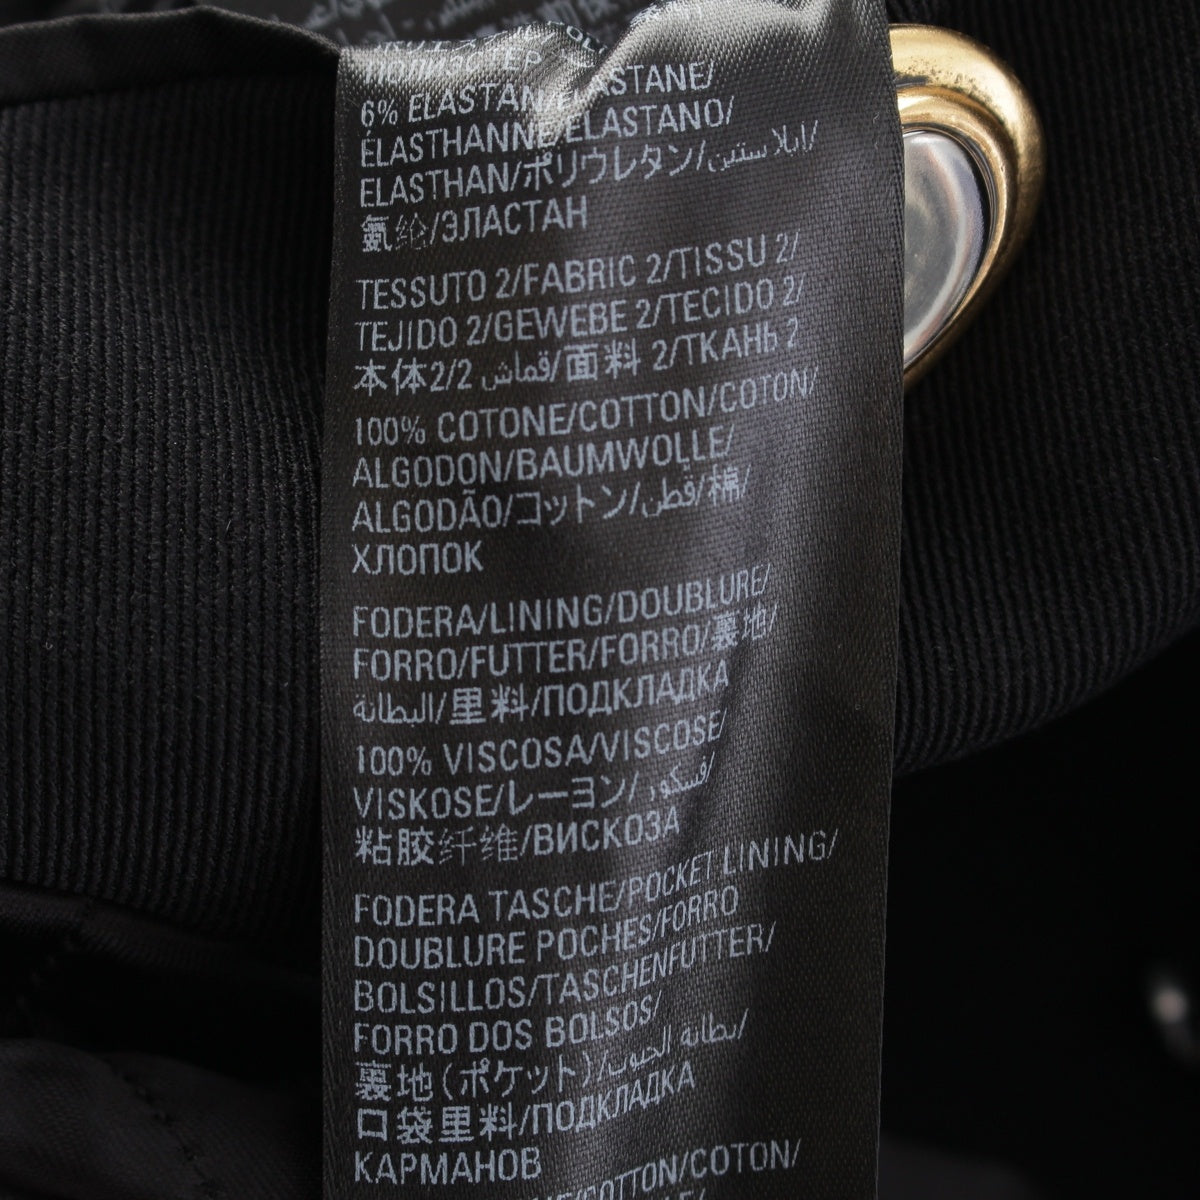 ПОЛИЭСТЕР
6% ELASTAN/ELASTANE/
ÉLASTHANNE/ELASTANO/
ELASTHAN/ポリウレタン/إيلاستين/
氨纶/ЭЛАСТАН
TESSUTO 2/FABRIC 2/TISSU 2/
TEJIDO 2/GEWEBE 2/TECIDO 2/
本体2/2 قماش/面料 2/ТКАНЬ 2
100% COTONE/COTTON/COTON/
ALGODON/BAUMWOLLE/
ALGODÃO/コットン/قطن/棉/
ХЛОПОК
FODERA/LINING/DOUBLURE/
FORRO/FUTTER/FORRO/裏地/
البطانة/里料/ПОДКЛАДКА
100% VISCOSA/VISCOSE/
VISKOSE/レーヨン/فسكوز/
粘胶纤维/ВИСКОЗА
FODERA TASCHE/POCKET LINING/
DOUBLURE POCHES/FORRO
BOLSILLOS/TASCHENFUTTER/
FORRO DOS BOLSOS/
裏地(ポケット)/بطانة الجيوب/
口袋里料/ПОДКЛАДКА
КАРМАНОВ
COTTON/COTON/